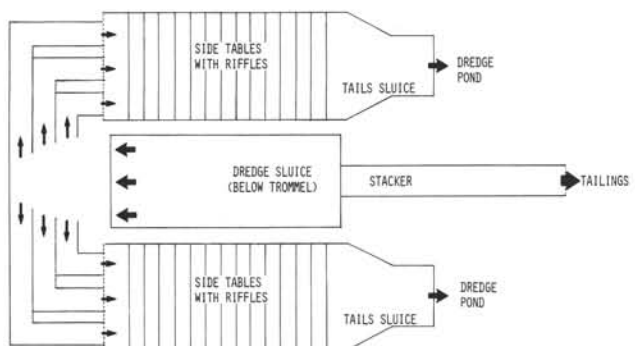 SIDE TABLES
WITH RIFFLES
TAILS SLUICE
DREDGE
POND
DREDGE SLUICE
(BELOW TROMMEL)
STACKER
TAILINGS
SIDE TABLES
WITH RIFFLES
TAILS SLUICE
DREDGE
POND